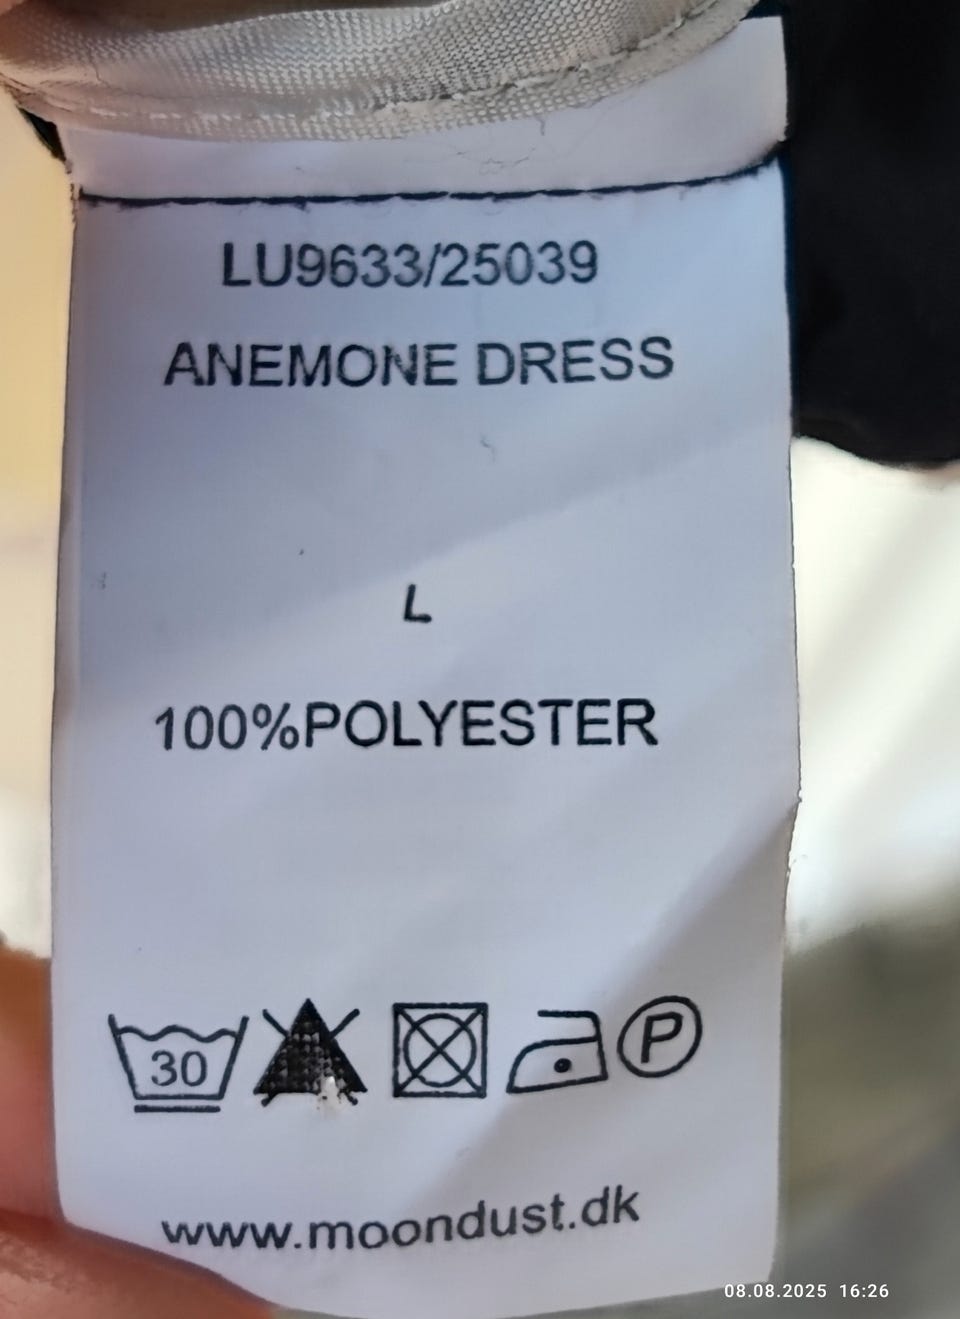 LU9633/25039
ANEMONE DRESS
L
100%POLYESTER
30
P
www.moondust.dk
08.08.2025 16:26